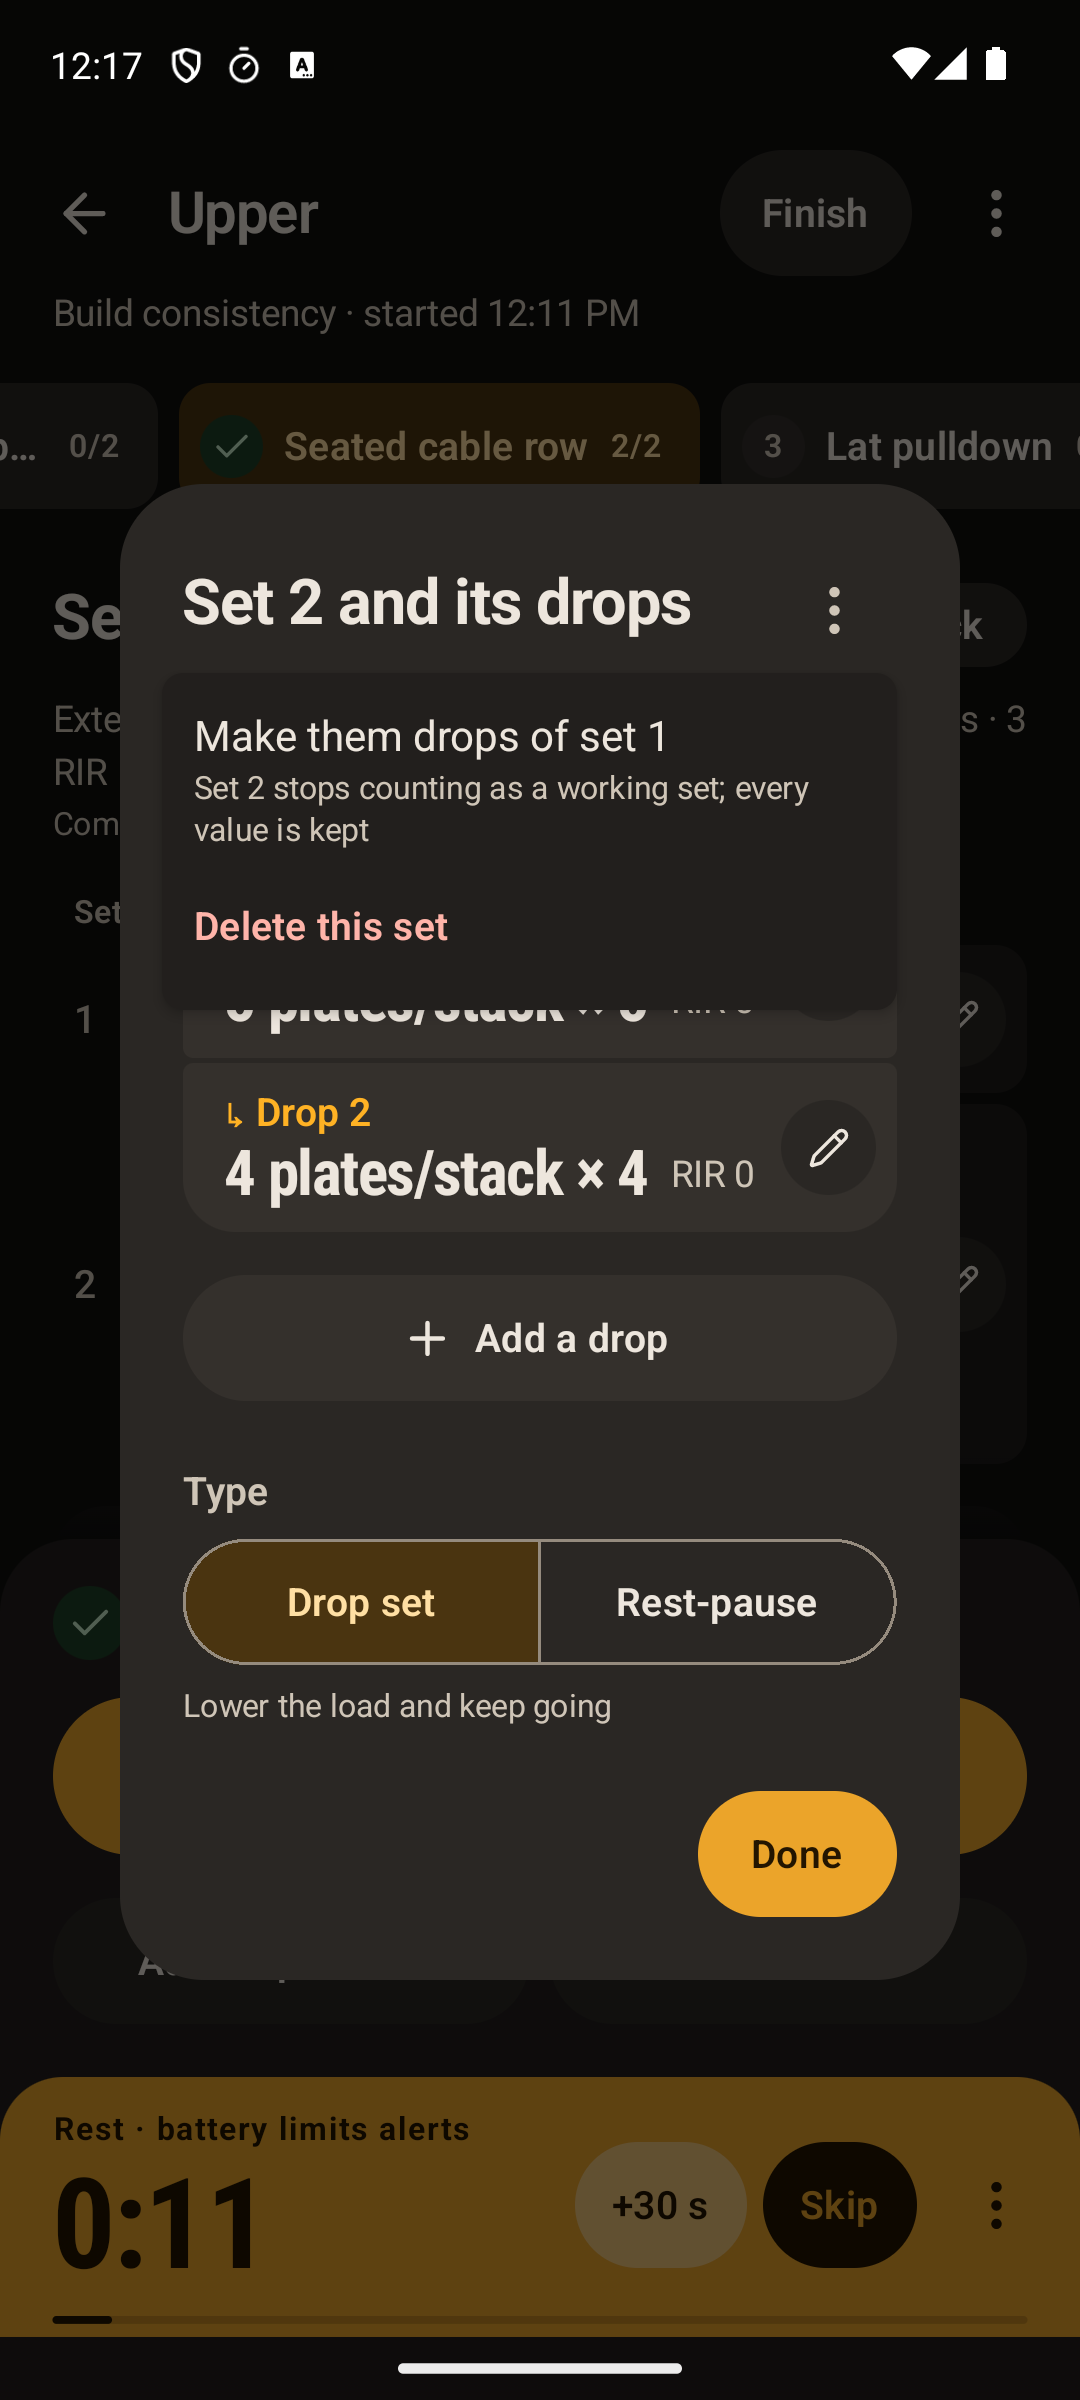 12:17
Upper
Finish
Build consistency · started 12:11 PM
0/2
Seated cable row 2/2
3 Lat pulldown
Set 2 and its drops
Make them drops of set 1
Set 2 stops counting as a working set; every
value is kept
Delete this set
RIR
Set
1
plates/stack
↳ Drop 2
4 plates/stack × 4 RIR 0
2
+ Add a drop
Type
Drop set
Rest-pause
Lower the load and keep going
Done
Rest · battery limits alerts
0:11
+30 s
Skip